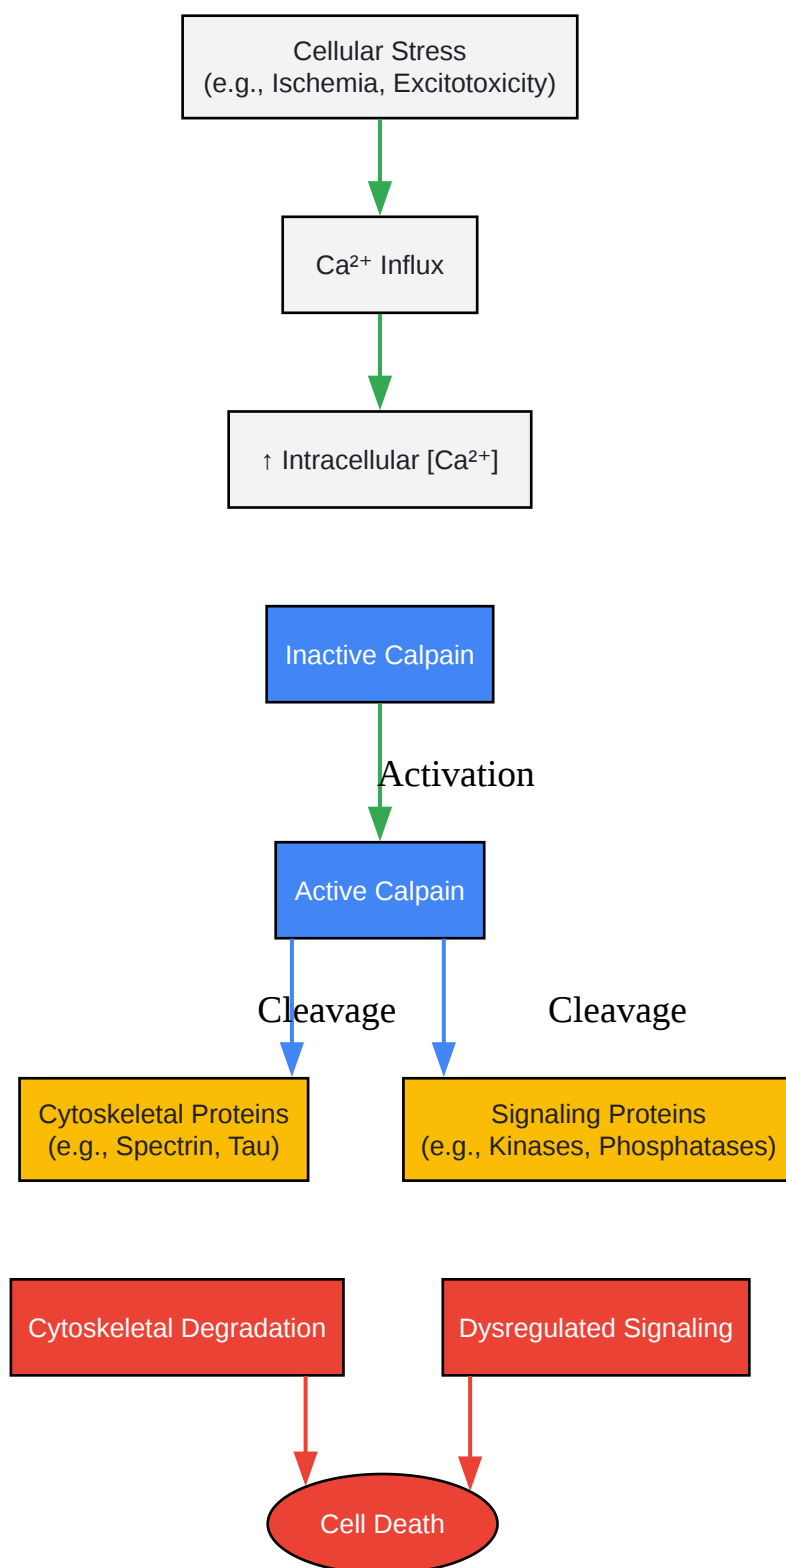 Cellular Stress
(e.g., Ischemia, Excitotoxicity)
Ca²⁺ Influx
↑ Intracellular [Ca²⁺]
Inactive Calpain
Activation
Active Calpain
Cleavage
Cleavage
Cytoskeletal Proteins
(e.g., Spectrin, Tau)
Signaling Proteins
(e.g., Kinases, Phosphatases)
Cytoskeletal Degradation
Dysregulated Signaling
Cell Death